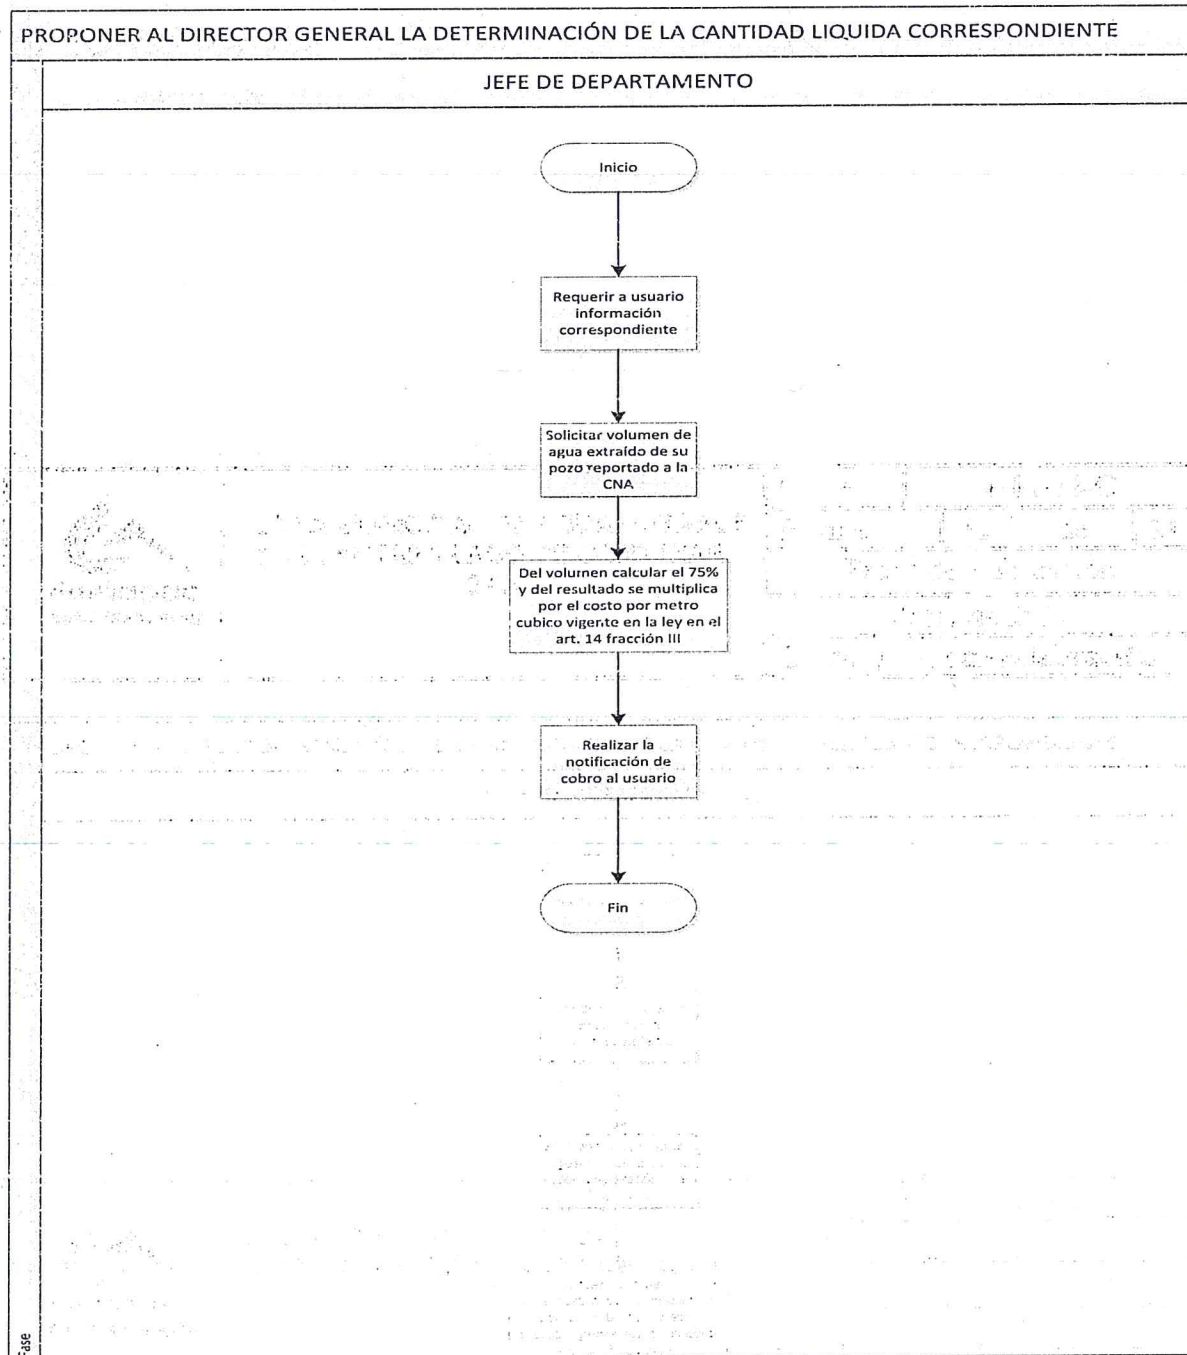 PROPONER AL DIRECTOR GENERAL LA DETERMINACIÓN DE LA CANTIDAD LIQUIDA CORRESPONDIENTE
JEFE DE DEPARTAMENTO
Inicio
Requerir a usuario
información
correspondiente
Solicitar volumen de
agua extraído de su
pozo reportado a la
CNA
Del volumen calcular el 75%
y del resultado se multiplica
por el costo por metro
cubico vigente en la ley en el
art. 14 fracción III
Realizar la
notificación de
cobro al usuario
Fin
Fase